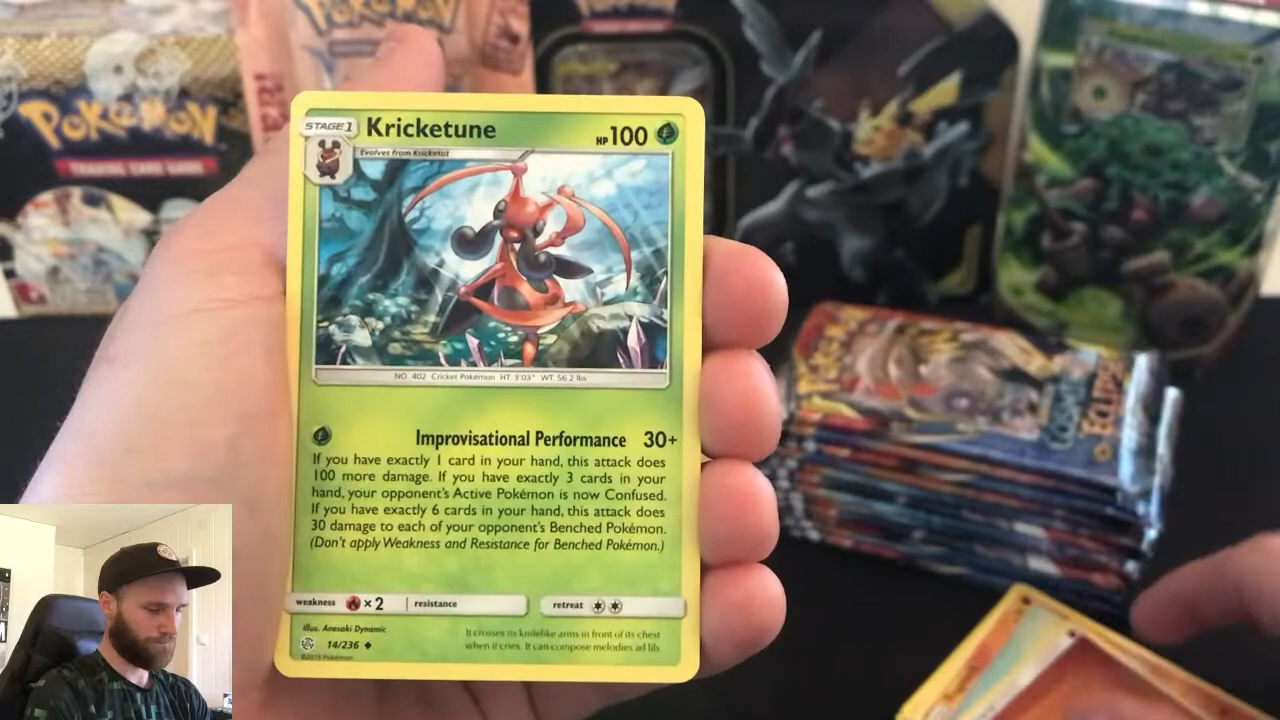 POKéMON
TRADING CARD GAME
POKéMON
STAGE 1
Kricketune
HP 100
Evolves from Kricketot
NO. 402 Cricket Pokémon HT 3'03" WT 56.2 lbs
Improvisational Performance 30+
If you have exactly 1 card in your hand, this attack does
100 more damage. If you have exactly 3 cards in your
hand, your opponent's Active Pokémon is now Confused.
If you have exactly 6 cards in your hand, this attack does
30 damage to each of your opponent's Benched Pokémon.
(Don't apply Weakness and Resistance for Benched Pokémon.)
weakness ×2 resistance retreat
Illus. Anesaki Dynamic
14/236
©2019 Pokémon
It crosses its knifelike arms in front of its chest
when it cries. It can compose melodies ad lib.
POKéMON
COSMIC
ECLIPSE